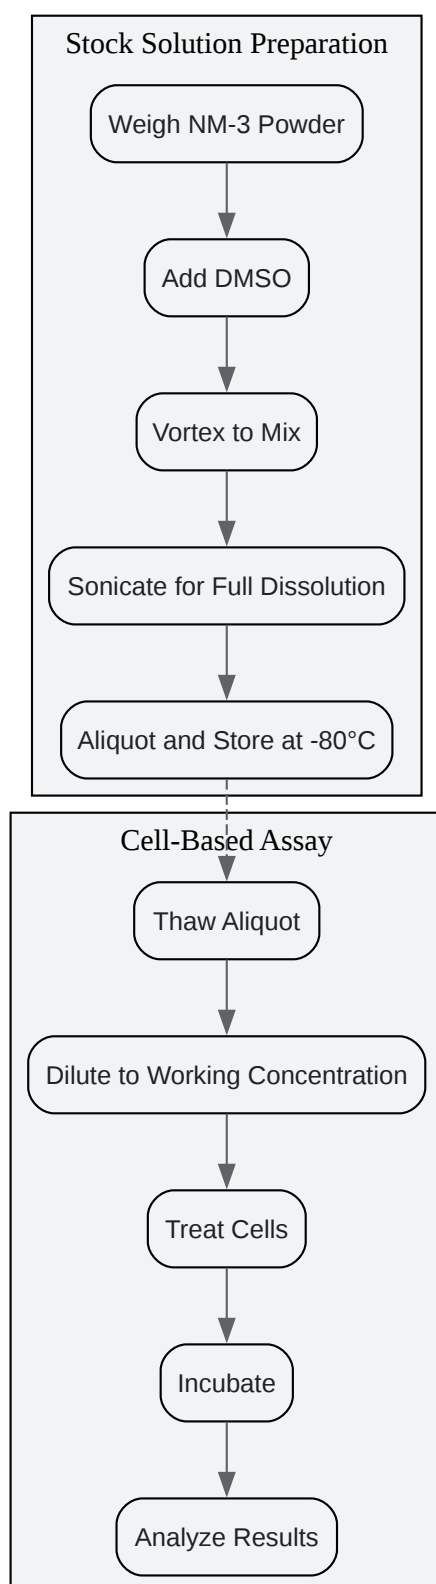 Stock Solution Preparation
Weigh NM-3 Powder
Add DMSO
Vortex to Mix
Sonicate for Full Dissolution
Aliquot and Store at -80°C
Cell-Based Assay
Thaw Aliquot
Dilute to Working Concentration
Treat Cells
Incubate
Analyze Results